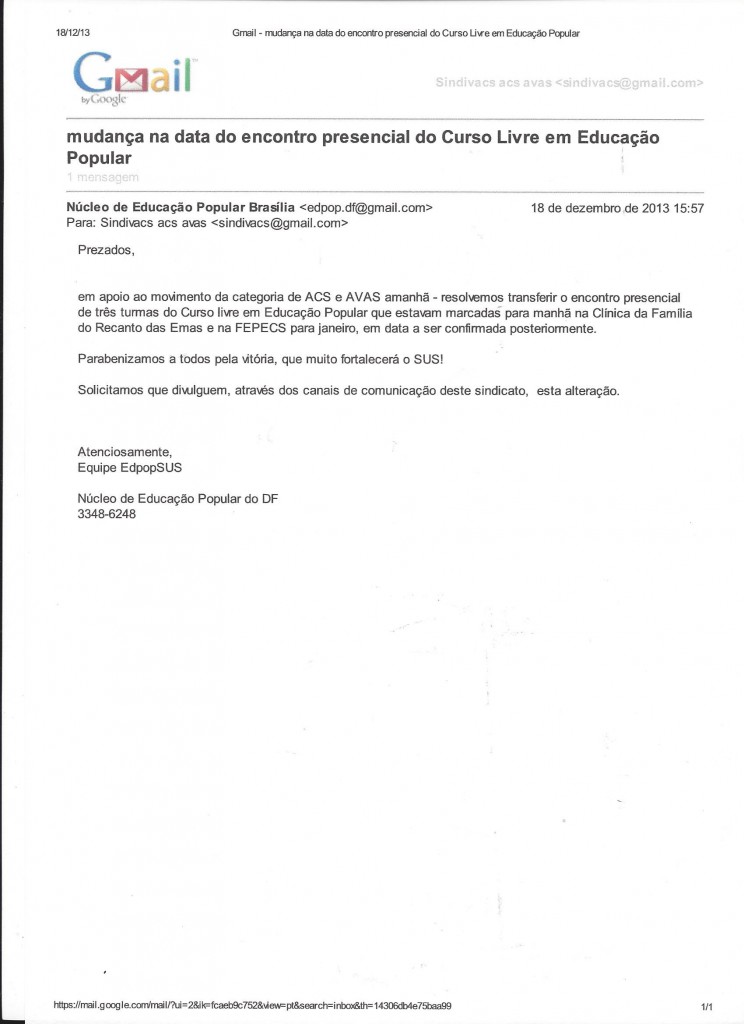 18/12/13 Gmail - mudança na data do encontro presencial do Curso Livre em Educação Popular
Gmail™
by Google
Sindivacs acs avas <sindivacs@gmail.com>
mudança na data do encontro presencial do Curso Livre em Educação
Popular
1 mensagem
Núcleo de Educação Popular Brasília <edpop.df@gmail.com> 18 de dezembro de 2013 15:57
Para: Sindivacs acs avas <sindivacs@gmail.com>
Prezados,
em apoio ao movimento da categoria de ACS e AVAS amanhã - resolvemos transferir o encontro presencial
de três turmas do Curso livre em Educação Popular que estavam marcadas para manhã na Clínica da Família
do Recanto das Emas e na FEPECS para janeiro, em data a ser confirmada posteriormente.
Parabenizamos a todos pela vitória, que muito fortalecerá o SUS!
Solicitamos que divulguem, através dos canais de comunicação deste sindicato, esta alteração.
Atenciosamente,
Equipe EdpopSUS
Núcleo de Educação Popular do DF
3348-6248
https://mail.google.com/mail/?ui=2&ik=fcaeb9c752&view=pt&search=inbox&th=14306db4e75baa99 1/1